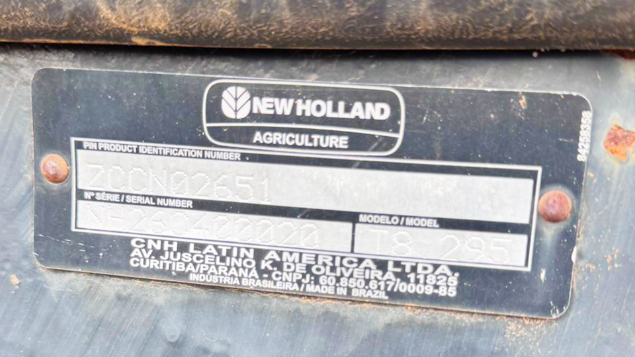 NEW HOLLAND
AGRICULTURE
84258368
PIN PRODUCT IDENTIFICATION NUMBER
ZCCN02651
Nº SÉRIE / SERIAL NUMBER
MODELO / MODEL
T8 295
CNH LATIN AMERICA LTDA.
AV. JUSCELINO K. DE OLIVEIRA, 11825
CURITIBA/PARANÁ - CNPJ: 60.850.617/0009-85
INDÚSTRIA BRASILEIRA / MADE IN BRAZIL